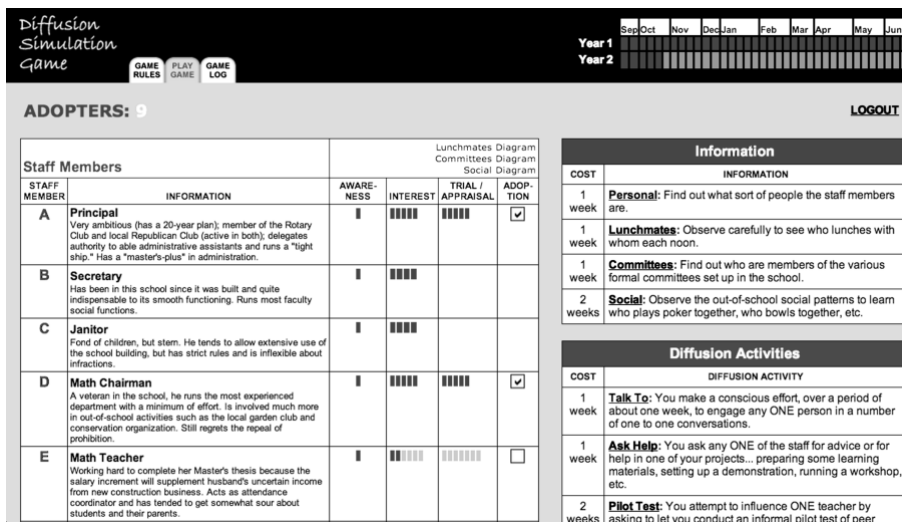 Diffusion
Simulation
Game
GAME RULES
PLAY GAME
GAME LOG
Sep Oct Nov Dec Jan Feb Mar Apr May Jun
Year 1
Year 2
ADOPTERS: 9
LOGOUT
Staff Members
Lunchmates Diagram
Committees Diagram
Social Diagram
STAFF MEMBER INFORMATION AWARE-NESS INTEREST TRIAL / APPRAISAL ADOP-TION
A Principal
Very ambitious (has a 20-year plan); member of the Rotary
Club and local Republican Club (active in both); delegates
authority to able administrative assistants and runs a "tight
ship." Has a "master's-plus" in administration.
B Secretary
Has been in this school since it was built and quite
indispensable to its smooth functioning. Runs most faculty
social functions.
C Janitor
Fond of children, but stern. He tends to allow extensive use of
the school building, but has strict rules and is inflexible about
infractions.
D Math Chairman
A veteran in the school, he runs the most experienced
department with a minimum of effort. Is involved much more
in out-of-school activities such as the local garden club and
conservation organization. Still regrets the repeal of
prohibition.
E Math Teacher
Working hard to complete her Master's thesis because the
salary increment will supplement husband's uncertain income
from new construction business. Acts as attendance
coordinator and has tended to get somewhat sour about
students and their parents.
Information
COST INFORMATION
1 week Personal: Find out what sort of people the staff members
are.
1 week Lunchmates: Observe carefully to see who lunches with
whom each noon.
1 week Committees: Find out who are members of the various
formal committees set up in the school.
2 weeks Social: Observe the out-of-school social patterns to learn
who plays poker together, who bowls together, etc.
Diffusion Activities
COST DIFFUSION ACTIVITY
1 week Talk To: You make a conscious effort, over a period of
about one week, to engage any ONE person in a number
of one to one conversations.
1 week Ask Help: You ask any ONE of the staff for advice or for
help in one of your projects... preparing some learning
materials, setting up a demonstration, running a workshop,
etc.
2 weeks Pilot Test: You attempt to influence ONE teacher by
asking to let you conduct an informal pilot test of peer